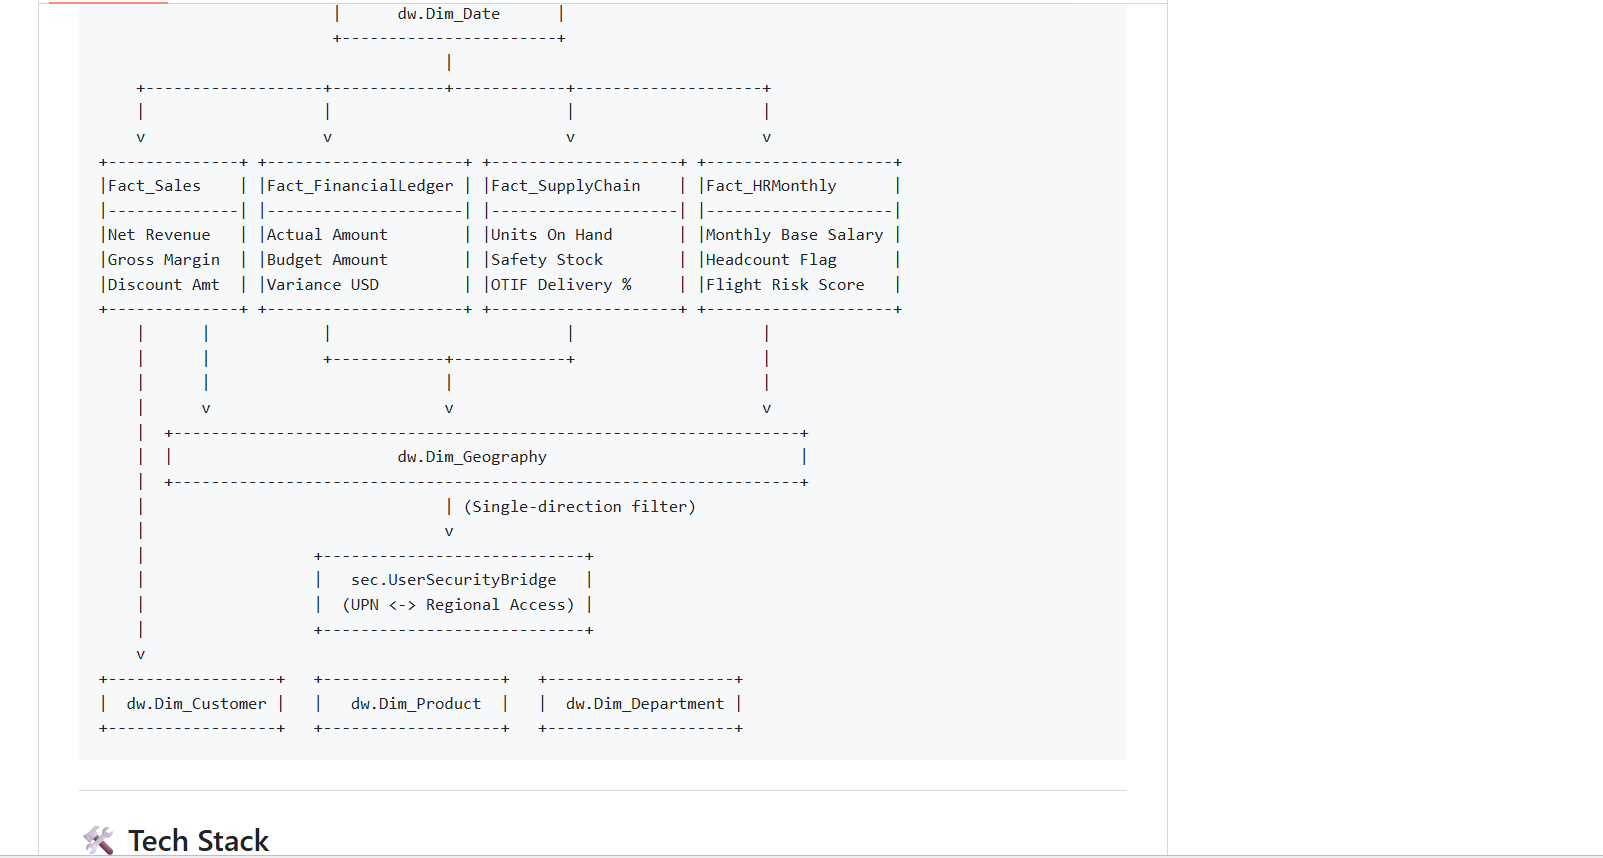 |      dw.Dim_Date      |
+-----------------------+
|
+-------------------+------------+------------+--------------------+
|                   |                         |                    |
v                   v                         v                    v
+--------------+ +---------------------+ +--------------------+ +--------------------+
|Fact_Sales    | |Fact_FinancialLedger | |Fact_SupplyChain    | |Fact_HRMonthly      |
|--------------| |---------------------| |--------------------| |--------------------|
|Net Revenue   | |Actual Amount        | |Units On Hand       | |Monthly Base Salary |
|Gross Margin  | |Budget Amount        | |Safety Stock        | |Headcount Flag      |
|Discount Amt  | |Variance USD         | |OTIF Delivery %     | |Flight Risk Score   |
+--------------+ +---------------------+ +--------------------+ +--------------------+
|      |            |                         |                    |
|      |            +------------+------------+                    |
|      |                         |                                 |
|      v                         v                                 v
|  +-------------------------------------------------------------------+
|  |                        dw.Dim_Geography                           |
|  +-------------------------------------------------------------------+
|                                | (Single-direction filter)
|                                v
|                  +----------------------------+
|                  |   sec.UserSecurityBridge   |
|                  |  (UPN <-> Regional Access) |
|                  +----------------------------+
v
+------------------+   +-------------------+   +--------------------+
|  dw.Dim_Customer |   |   dw.Dim_Product  |   |  dw.Dim_Department |
+------------------+   +-------------------+   +--------------------+
Tech Stack